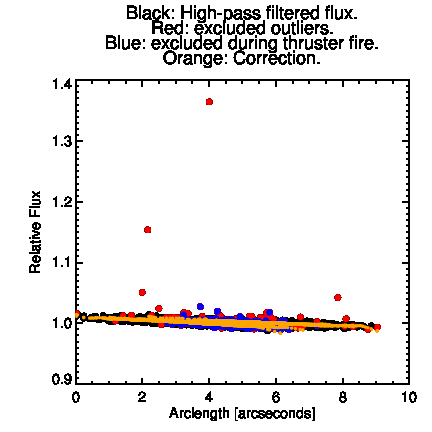 Black: High-pass filtered flux.
Red: excluded outliers.
Blue: excluded during thruster fire.
Orange: Correction.
1.4
1.3
1.2
1.1
1.0
0.9
Relative Flux
0 2 4 6 8 10
Arclength [arcseconds]